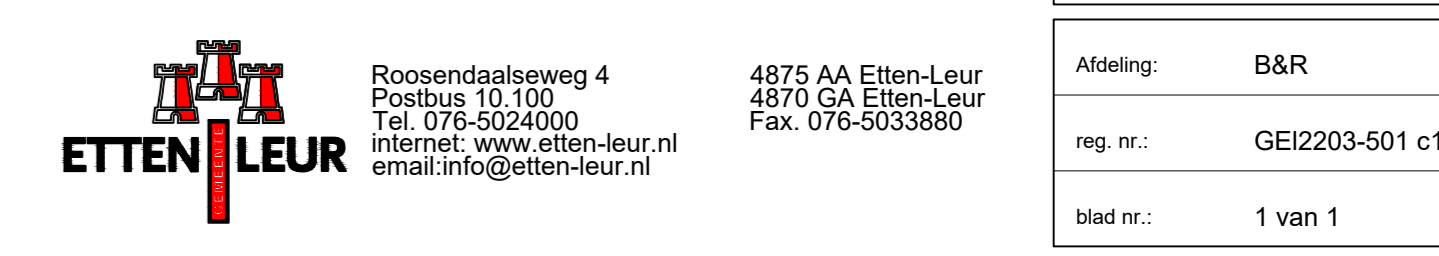 ETTEN LEUR
GEMEENTE
Roosendaalseweg 4 4875 AA Etten-Leur
Postbus 10.100 4870 GA Etten-Leur
Tel. 076-5024000 Fax. 076-5033880
internet: www.etten-leur.nl
email:info@etten-leur.nl
Afdeling: B&R
reg. nr.: GEI2203-501 c1
blad nr.: 1 van 1